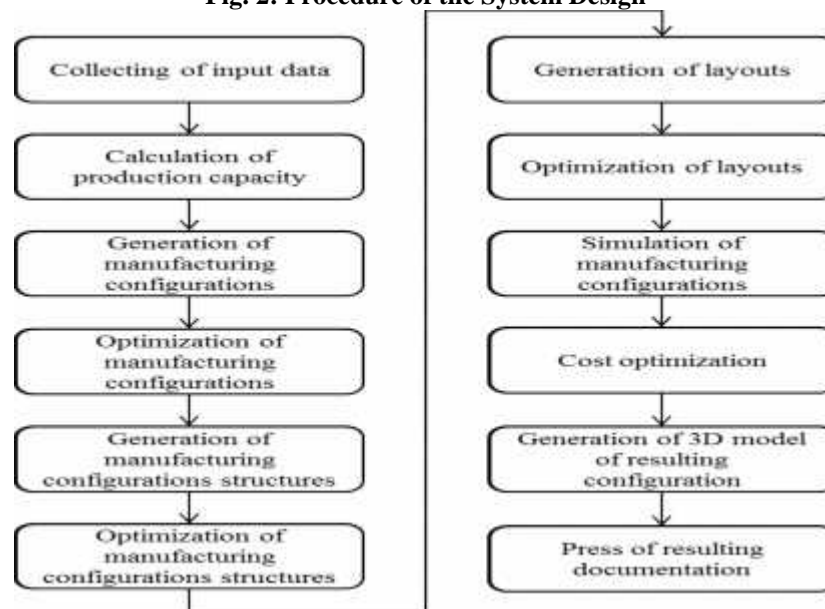 Fig. 2: Procedure of the System Design
Collecting of input data
Calculation of
production capacity
Generation of
manufacturing
configurations
Optimization of
manufacturing
configurations
Generation of
manufacturing
configurations structures
Optimization of
manufacturing
configurations structures
Generation of layouts
Optimization of layouts
Simulation of
manufacturing
configurations
Cost optimization
Generation of 3D model
of resulting
configuration
Press of resulting
documentation